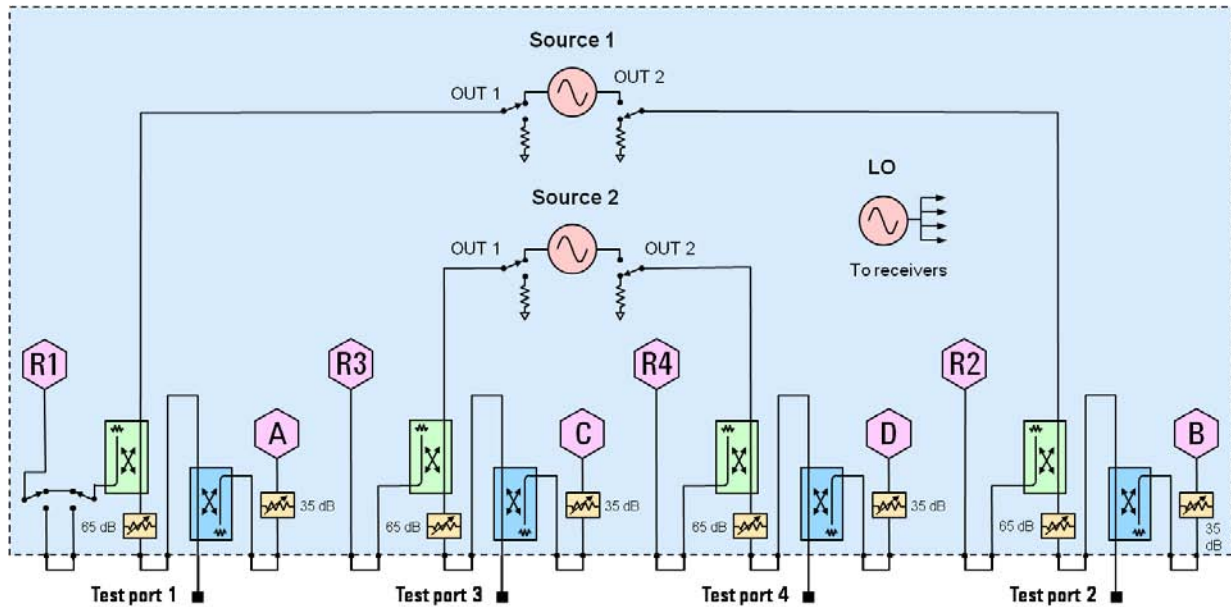 Source 1
OUT 1
OUT 2
LO
To receivers
Source 2
OUT 1
OUT 2
R1
R3
R4
R2
A
C
D
B
65 dB
35 dB
65 dB
35 dB
65 dB
35 dB
65 dB
35
dB
Test port 1
Test port 3
Test port 4
Test port 2